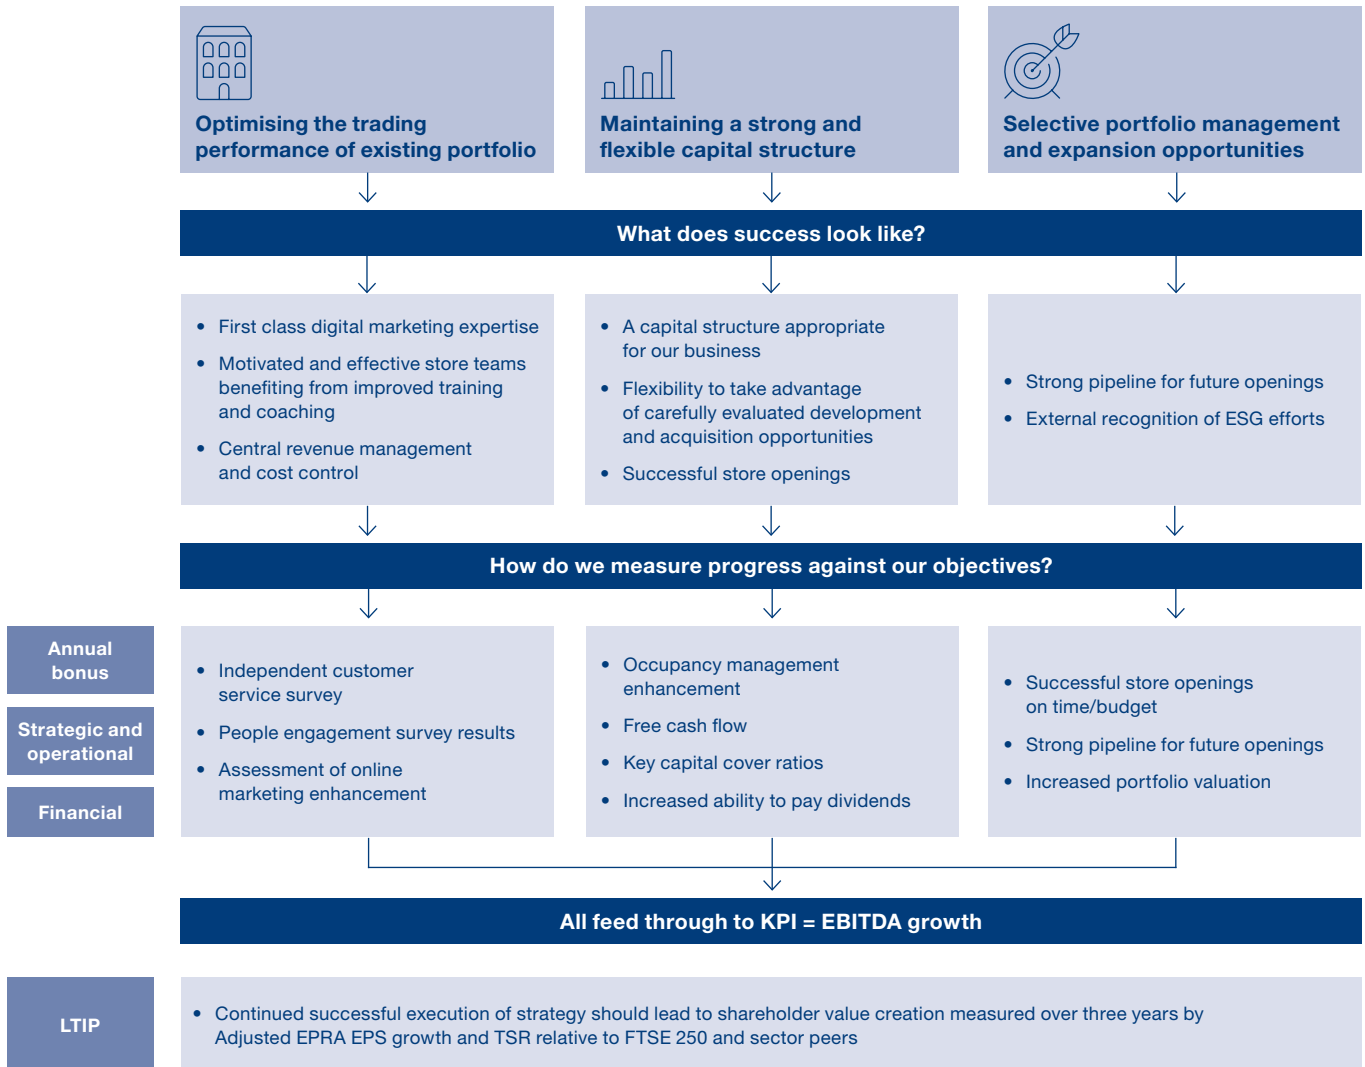 Optimising the trading
performance of existing portfolio
Maintaining a strong and
flexible capital structure
Selective portfolio management
and expansion opportunities
What does success look like?
• First class digital marketing expertise
• Motivated and effective store teams
benefiting from improved training
and coaching
• Central revenue management
and cost control
• A capital structure appropriate
for our business
• Flexibility to take advantage
of carefully evaluated development
and acquisition opportunities
• Successful store openings
• Strong pipeline for future openings
• External recognition of ESG efforts
How do we measure progress against our objectives?
Annual
bonus
Strategic and
operational
Financial
• Independent customer
service survey
• People engagement survey results
• Assessment of online
marketing enhancement
• Occupancy management
enhancement
• Free cash flow
• Key capital cover ratios
• Increased ability to pay dividends
• Successful store openings
on time/budget
• Strong pipeline for future openings
• Increased portfolio valuation
All feed through to KPI = EBITDA growth
LTIP
• Continued successful execution of strategy should lead to shareholder value creation measured over three years by
Adjusted EPRA EPS growth and TSR relative to FTSE 250 and sector peers